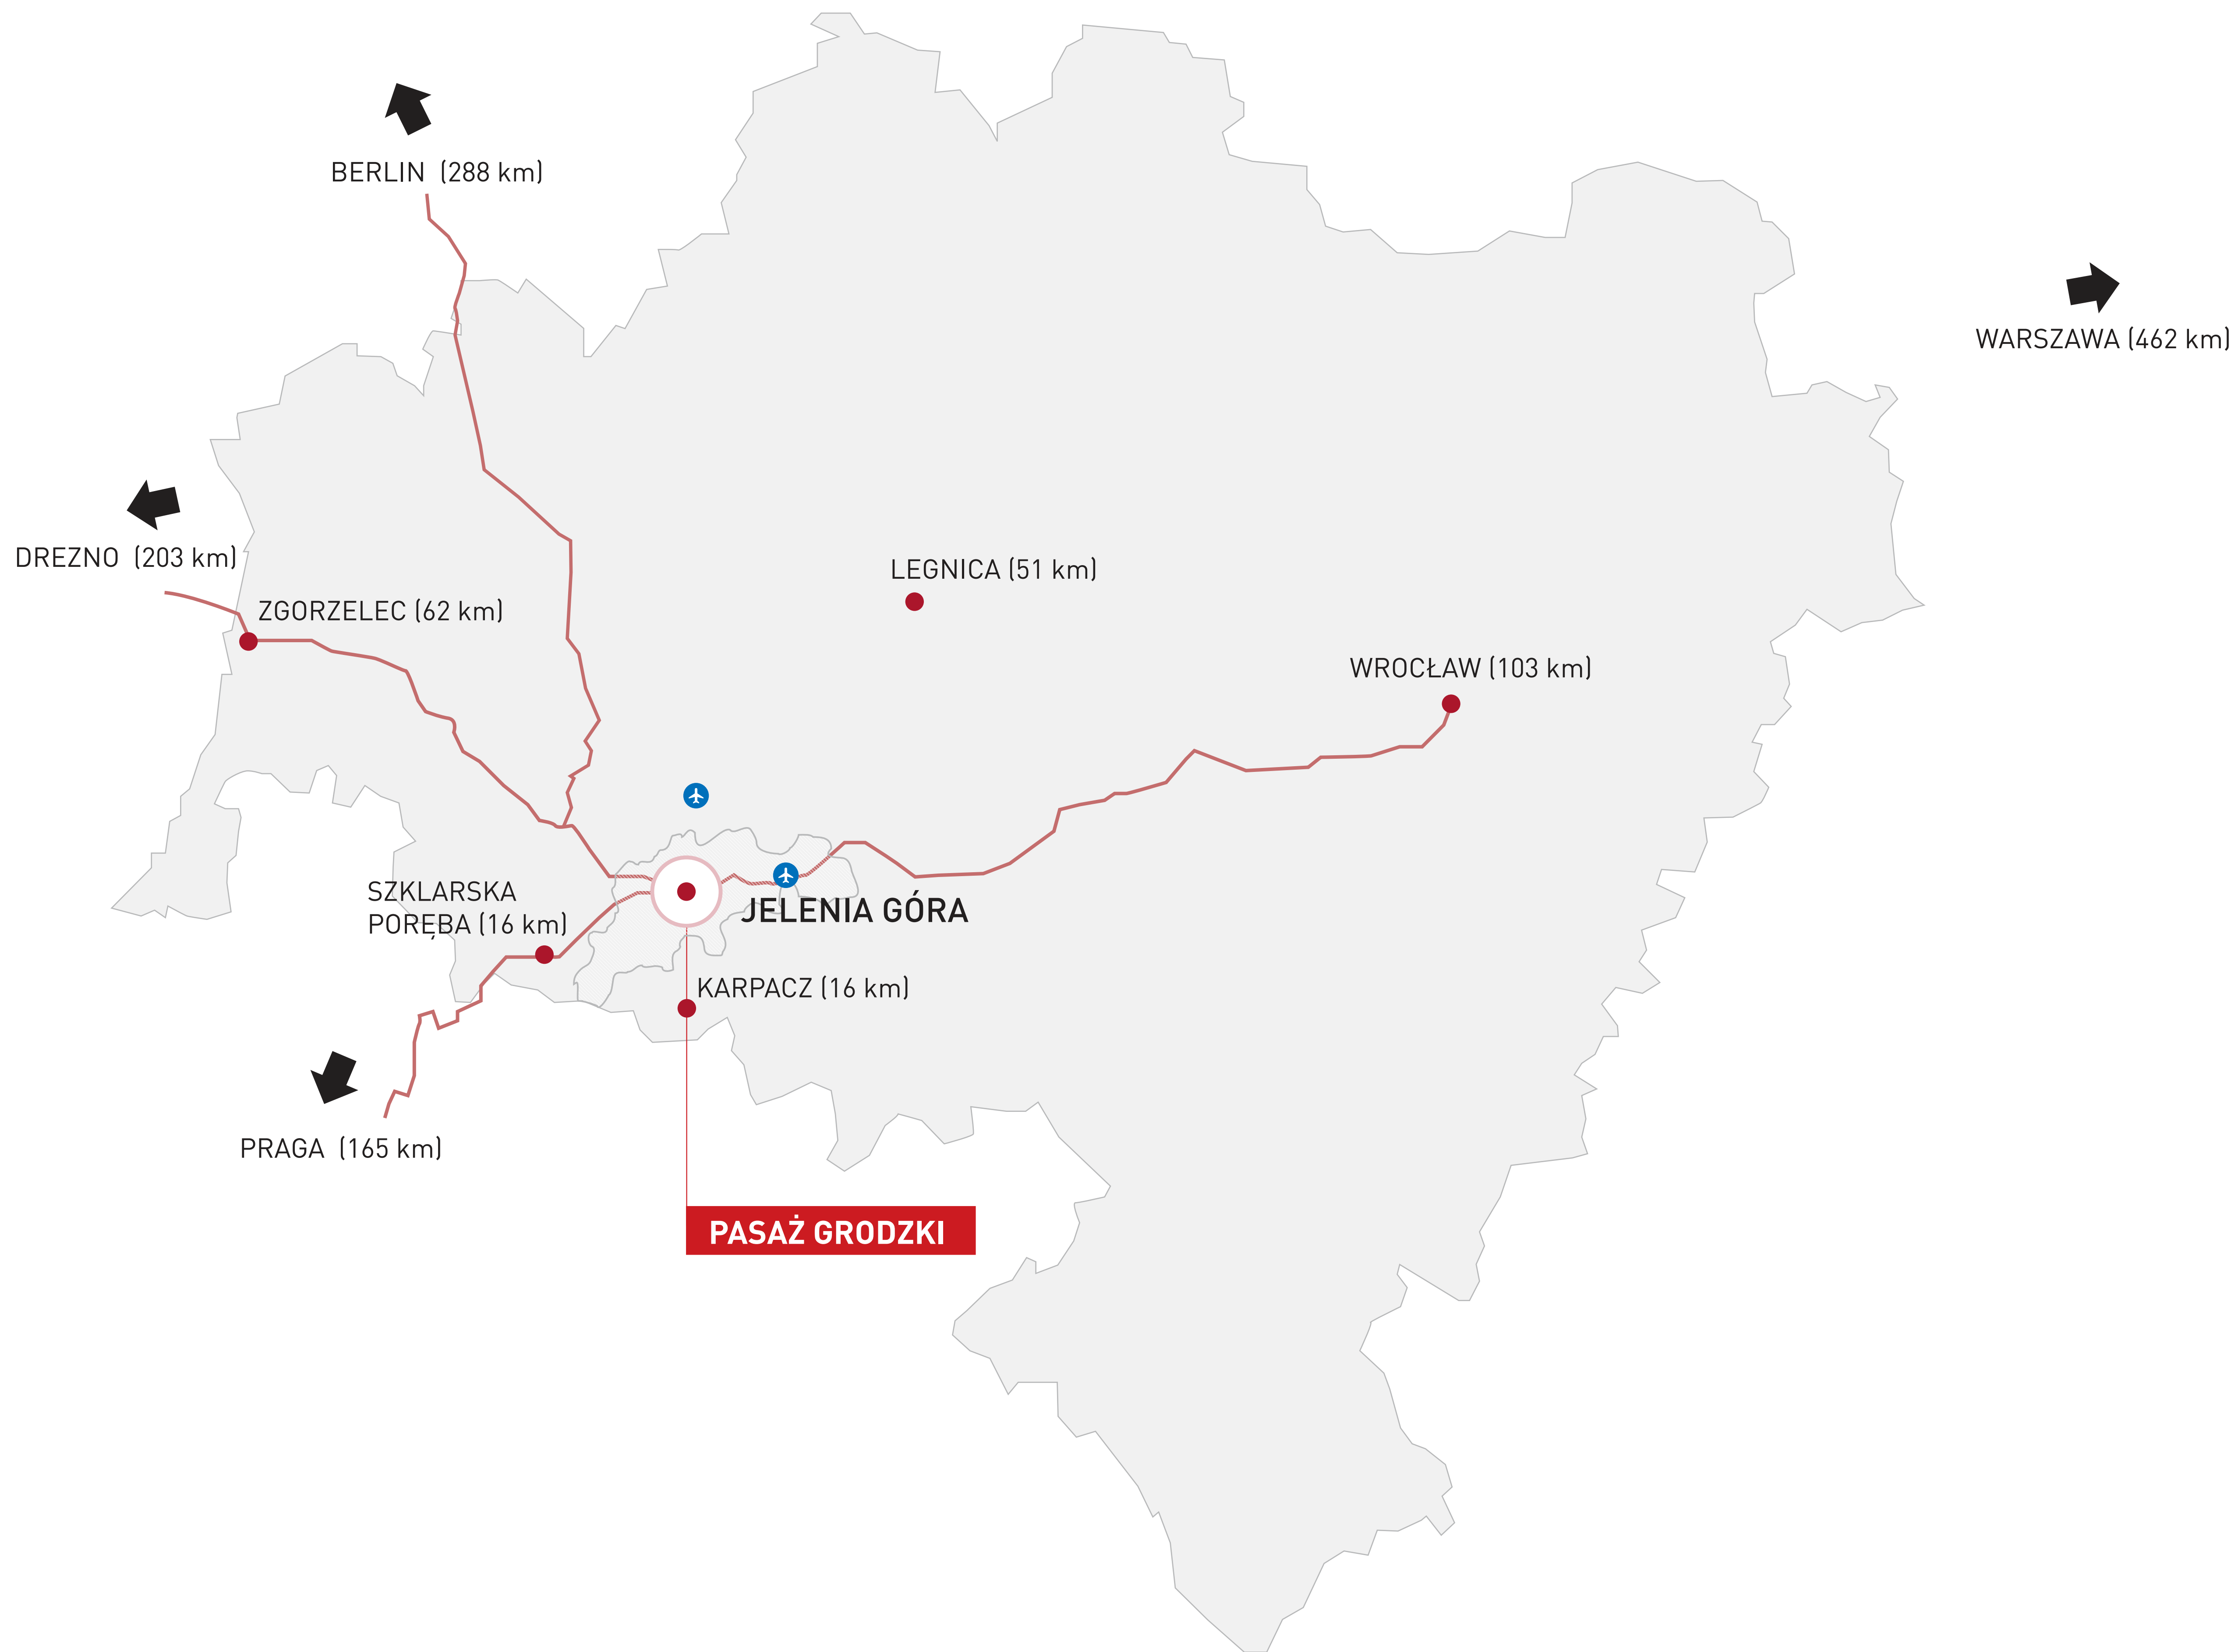 BERLIN (288 km)
WARSZAWA (462 km)
DREZNO (203 km)
LEGNICA (51 km)
ZGORZELEC (62 km)
WROCŁAW (103 km)
SZKLARSKA
PORĘBA (16 km)
JELENIA GÓRA
KARPACZ (16 km)
PRAGA (165 km)
PASAŻ GRODZKI